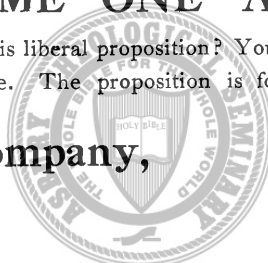 ME ONE A
is liberal proposition? You
e. The proposition is fo
ompany,
ASBURY THEOLOGICAL SEMINARY
THE WHOLE BIBLE FOR THE WHOLE WORLD
HOLY BIBLE